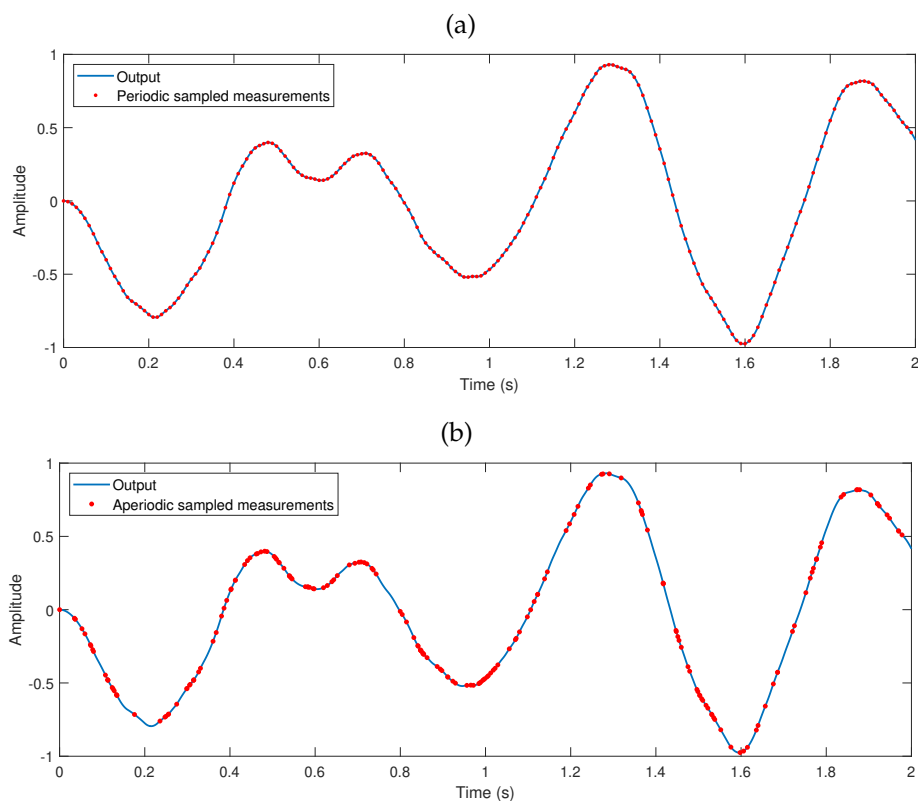 (a)
1
0.5
0
-0.5
-1
Amplitude
Output
Periodic sampled measurements
0 0.2 0.4 0.6 0.8 1 1.2 1.4 1.6 1.8 2
Time (s)
(b)
1
0.5
0
-0.5
-1
Amplitude
Output
Aperiodic sampled measurements
0 0.2 0.4 0.6 0.8 1 1.2 1.4 1.6 1.8 2
Time (s)